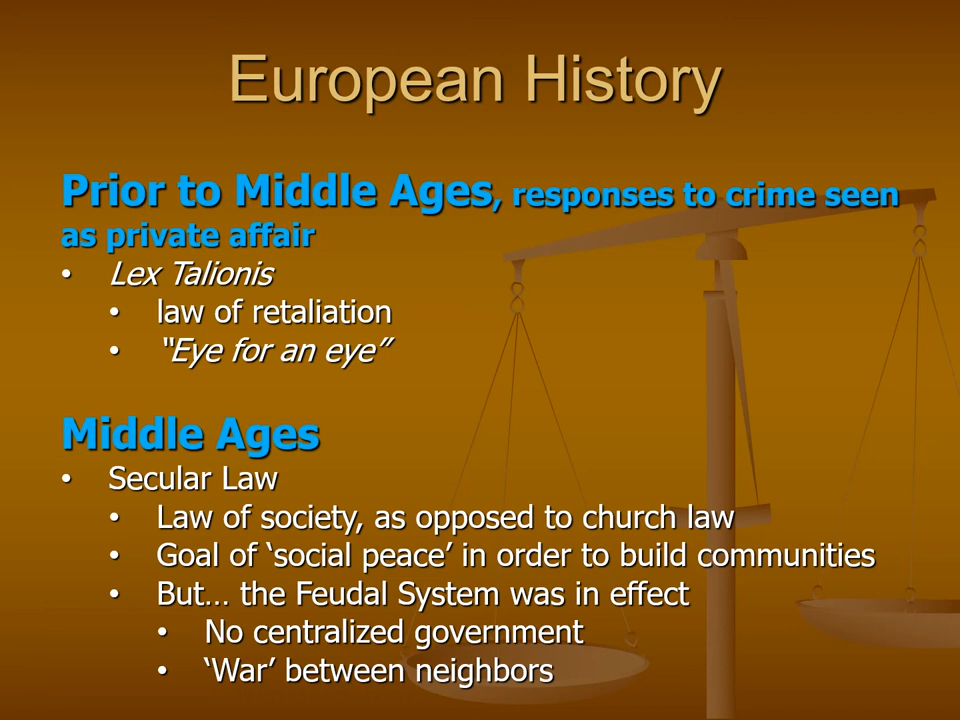 European History
Prior to Middle Ages, responses to crime seen
as private affair
• Lex Talionis
• law of retaliation
• “Eye for an eye”
Middle Ages
• Secular Law
• Law of society, as opposed to church law
• Goal of ‘social peace’ in order to build communities
• But… the Feudal System was in effect
• No centralized government
• ‘War’ between neighbors